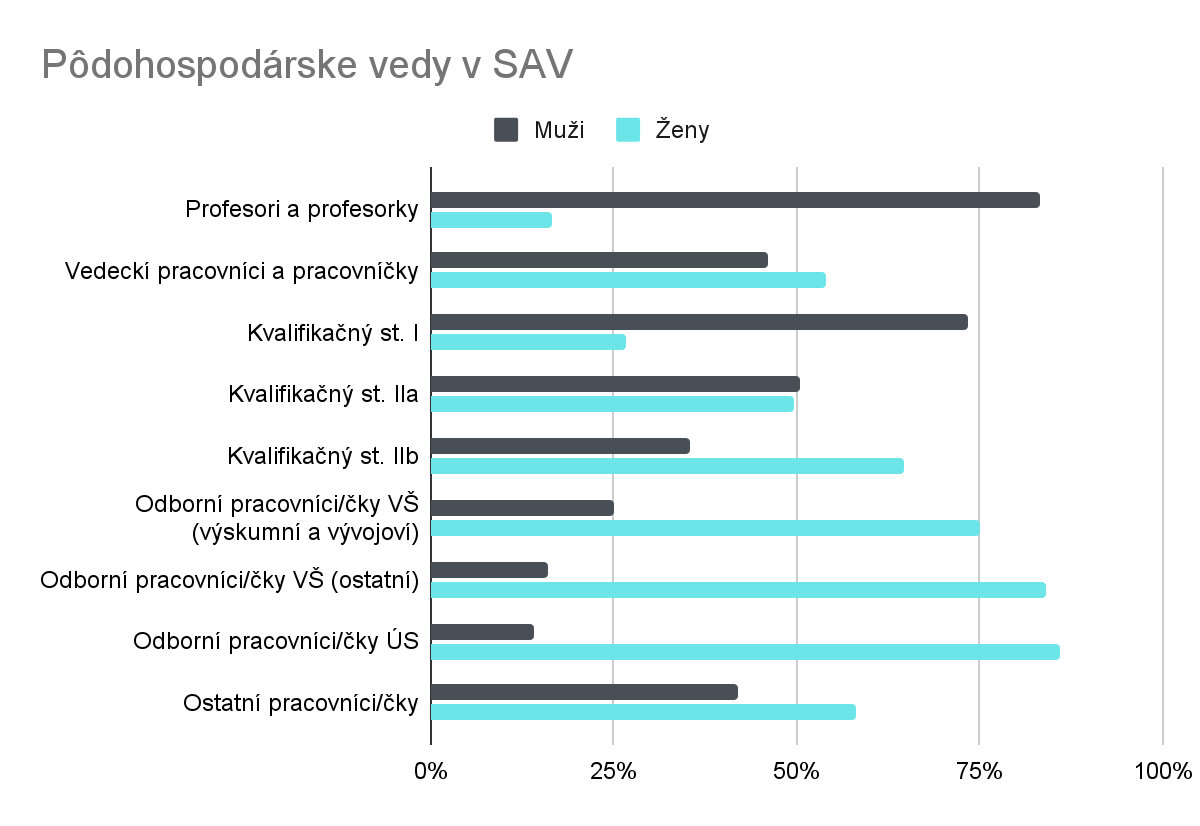 Pôdohospodárske vedy v SAV
Muži
Ženy
Profesori a profesorky
Vedeckí pracovníci a pracovníčky
Kvalifikačný st. I
Kvalifikačný st. IIa
Kvalifikačný st. IIb
Odborní pracovníci/čky VŠ
(výskumní a vývojoví)
Odborní pracovníci/čky VŠ (ostatní)
Odborní pracovníci/čky ÚS
Ostatní pracovníci/čky
0%
25%
50%
75%
100%